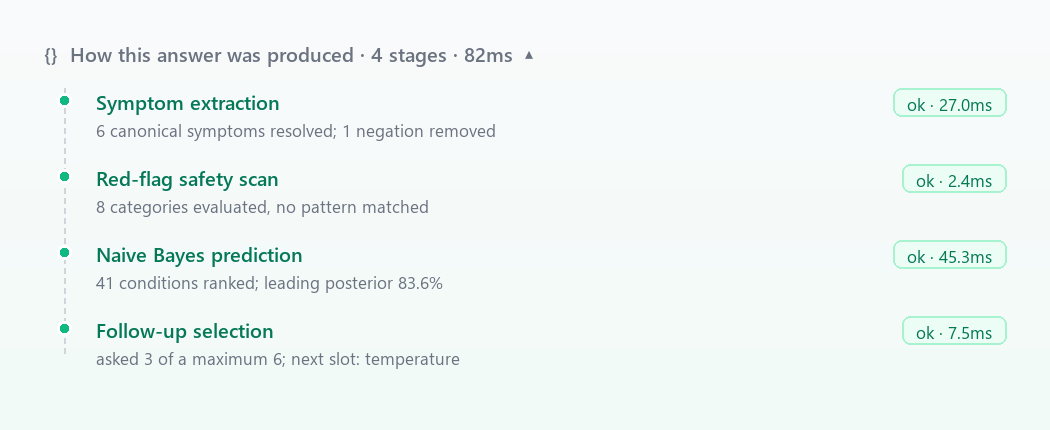 {} How this answer was produced · 4 stages · 82ms ▲
Symptom extraction ok · 27.0ms
6 canonical symptoms resolved; 1 negation removed
Red-flag safety scan ok · 2.4ms
8 categories evaluated, no pattern matched
Naive Bayes prediction ok · 45.3ms
41 conditions ranked; leading posterior 83.6%
Follow-up selection ok · 7.5ms
asked 3 of a maximum 6; next slot: temperature